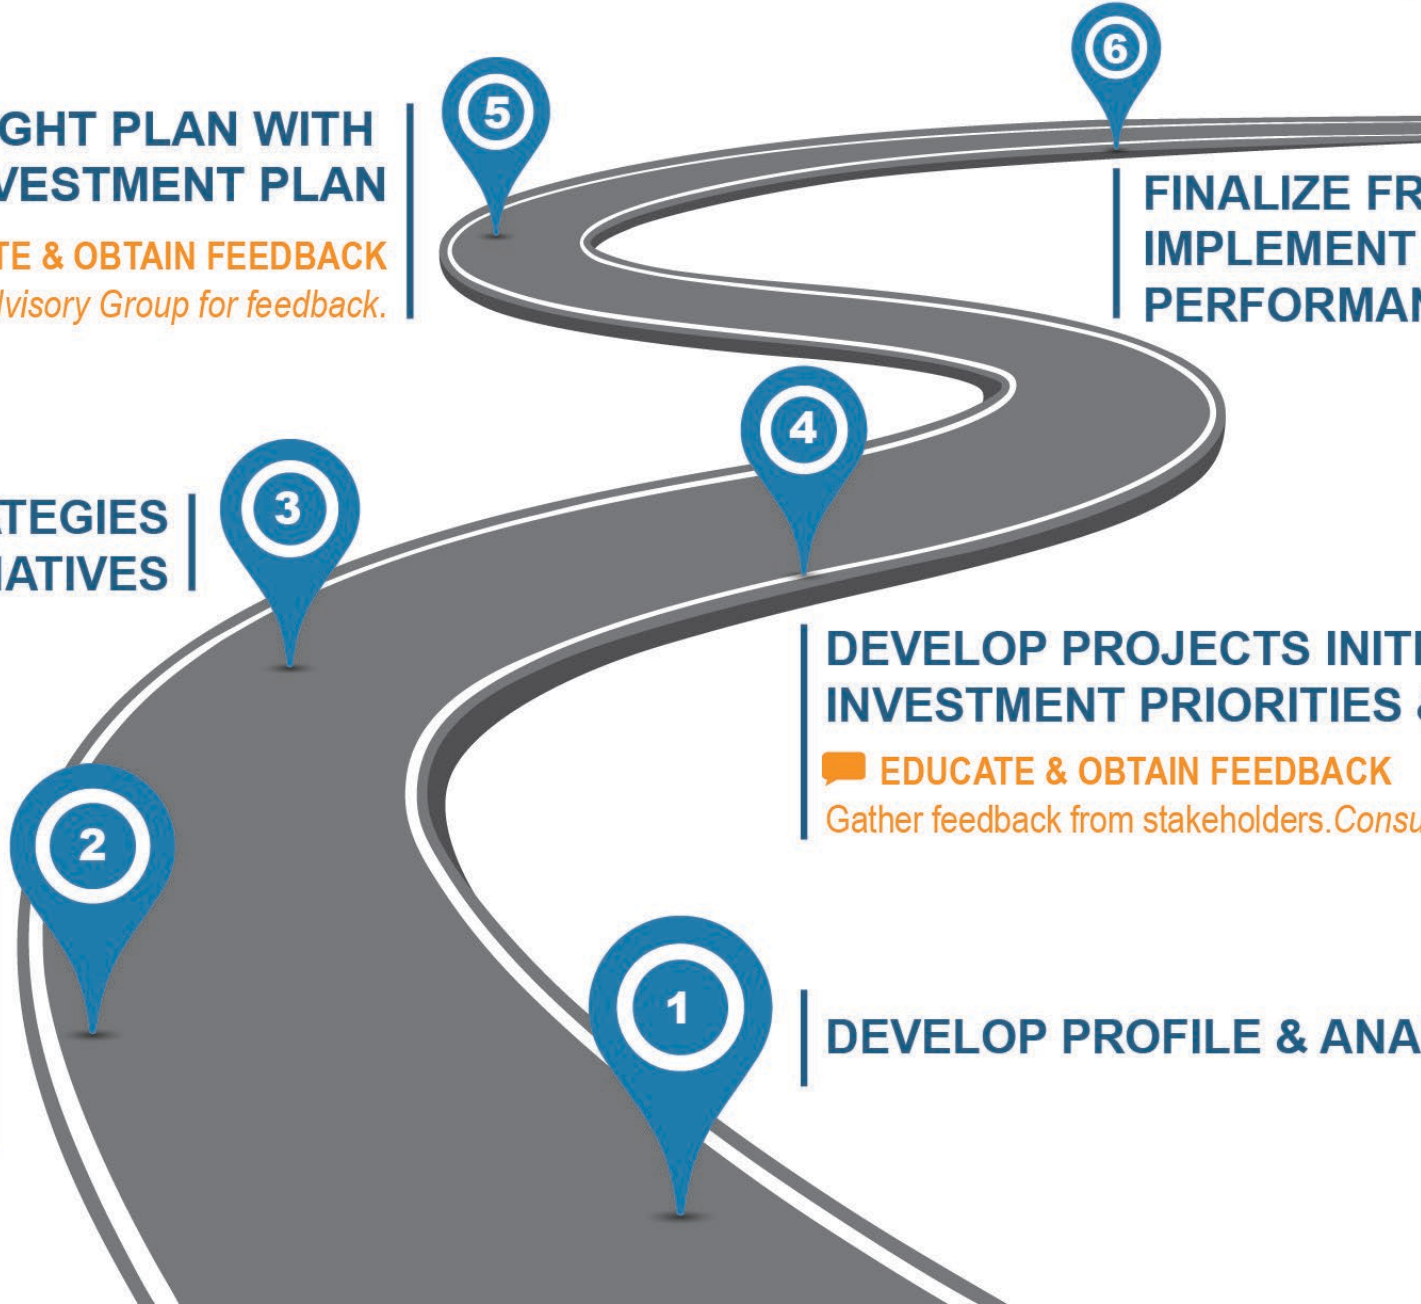 6
5
GHT PLAN WITH
VESTMENT PLAN
TE & OBTAIN FEEDBACK
dvisory Group for feedback.
FINALIZE FR
IMPLEMENT
PERFORMAN
4
3
ATEGIES
IATIVES
DEVELOP PROJECTS INITI
INVESTMENT PRIORITIES &
EDUCATE & OBTAIN FEEDBACK
Gather feedback from stakeholders. Consu
2
1
DEVELOP PROFILE & ANA